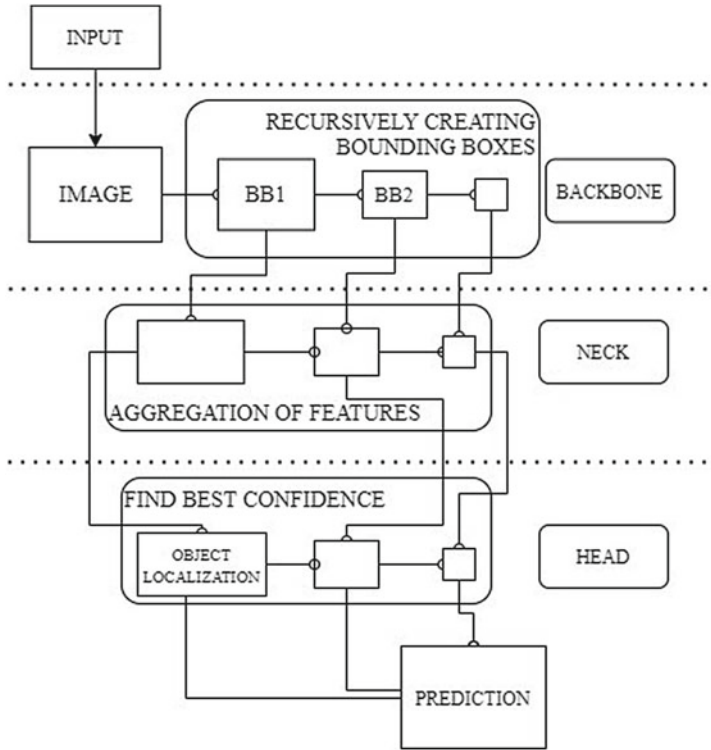 INPUT
RECURSIVELY CREATING
BOUNDING BOXES
IMAGE
BB1
BB2
BACKBONE
NECK
AGGREGATION OF FEATURES
FIND BEST CONFIDENCE
OBJECT
LOCALIZATION
HEAD
PREDICTION